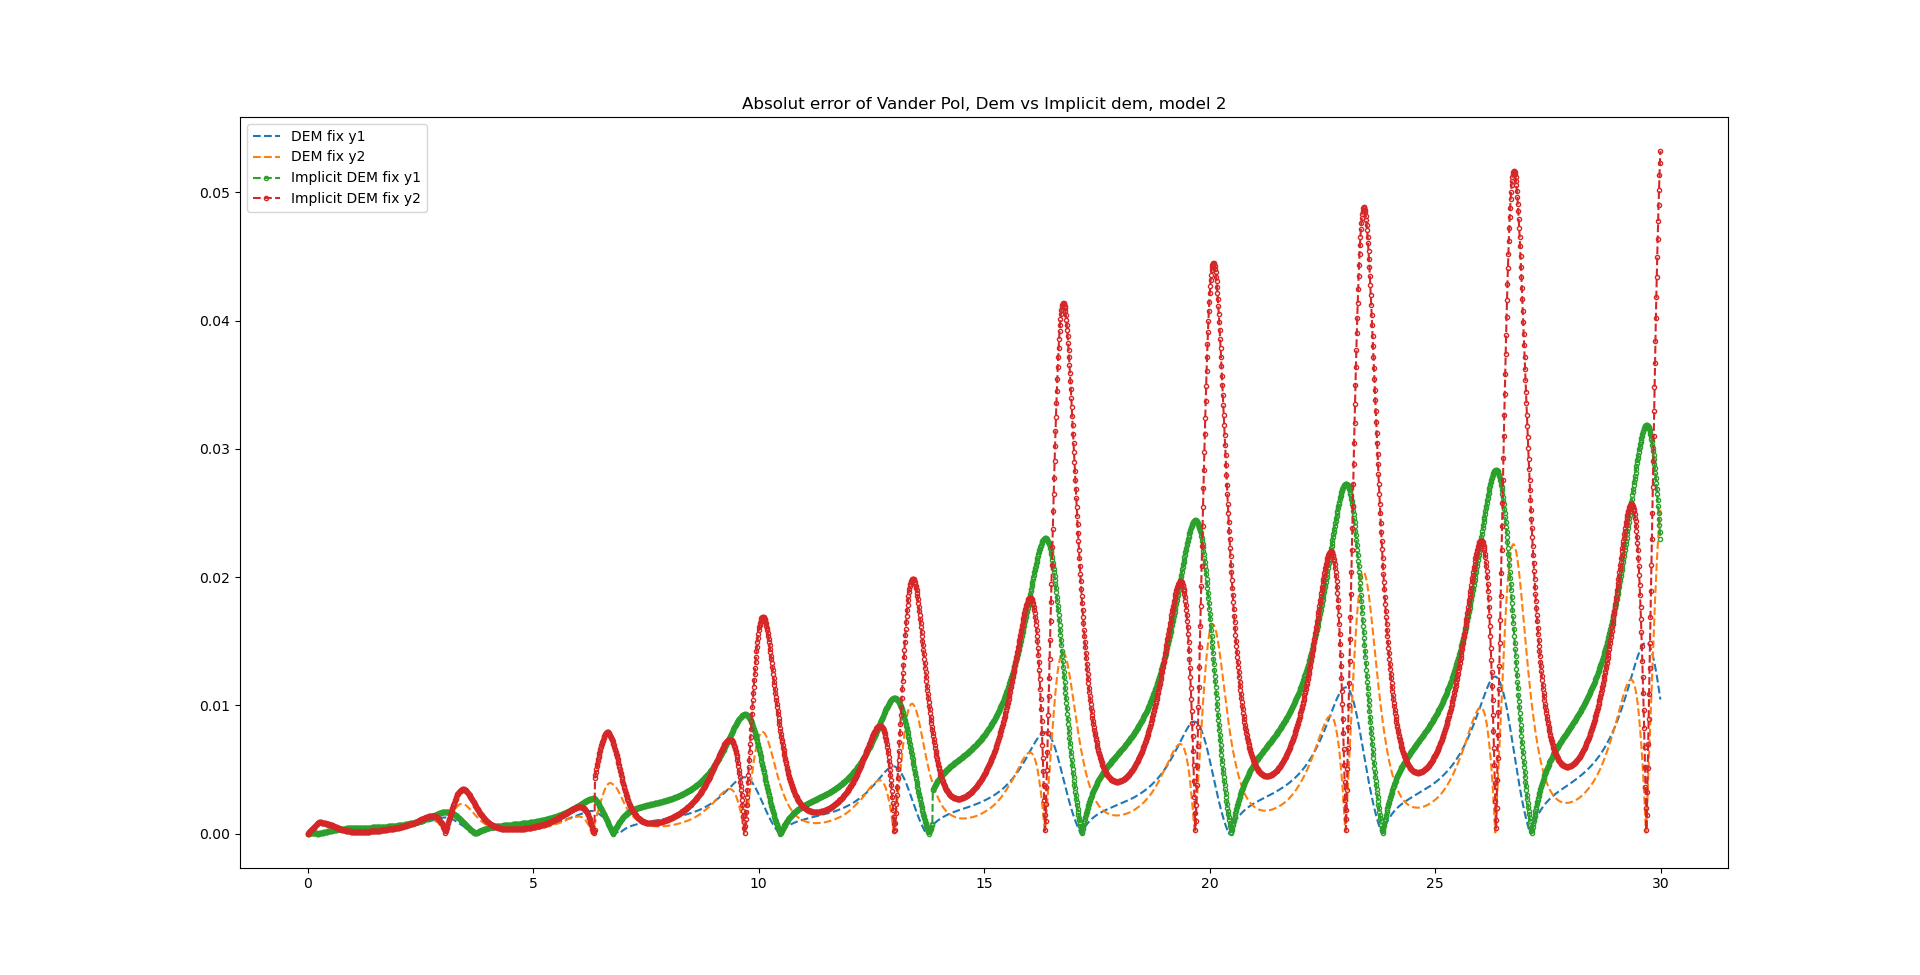 Absolut error of Vander Pol, Dem vs Implicit dem, model 2
DEM fix y1
DEM fix y2
Implicit DEM fix y1
Implicit DEM fix y2
0.05
0.04
0.03
0.02
0.01
0.00
0 5 10 15 20 25 30